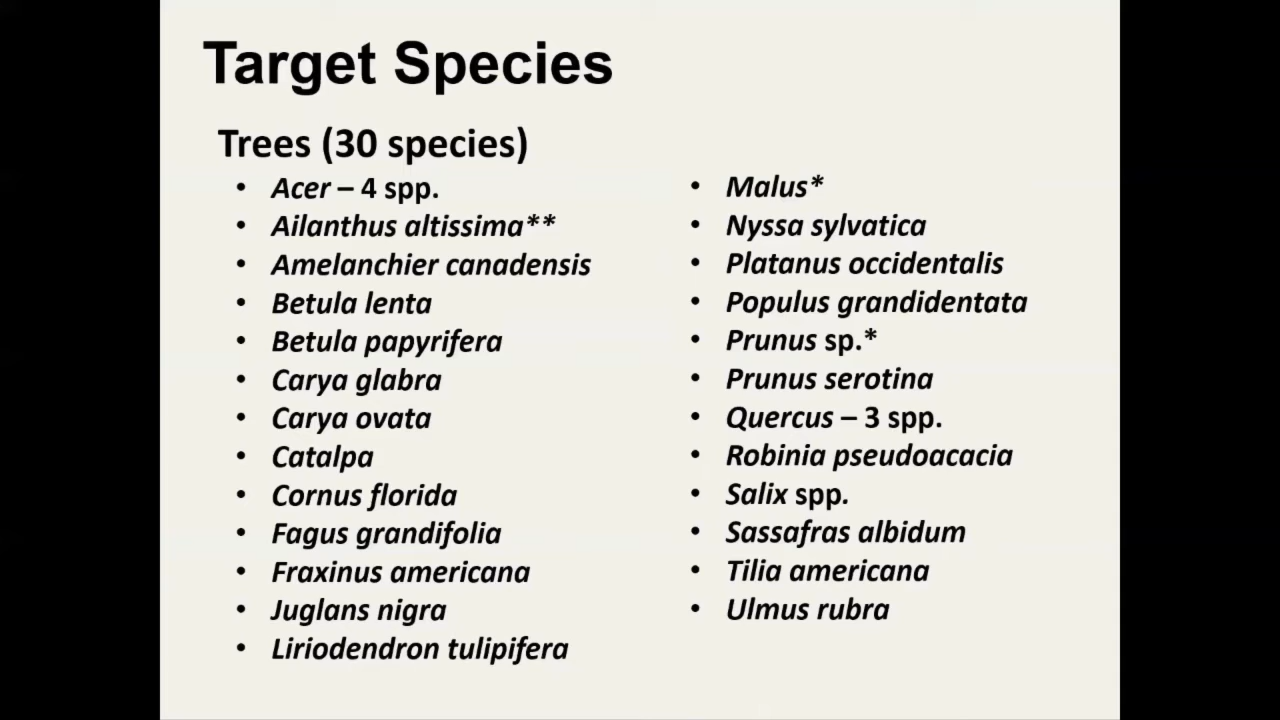 Target Species
Trees (30 species)
• Acer – 4 spp.
• Ailanthus altissima**
• Amelanchier canadensis
• Betula lenta
• Betula papyrifera
• Carya glabra
• Carya ovata
• Catalpa
• Cornus florida
• Fagus grandifolia
• Fraxinus americana
• Juglans nigra
• Liriodendron tulipifera
• Malus*
• Nyssa sylvatica
• Platanus occidentalis
• Populus grandidentata
• Prunus sp.*
• Prunus serotina
• Quercus – 3 spp.
• Robinia pseudoacacia
• Salix spp.
• Sassafras albidum
• Tilia americana
• Ulmus rubra